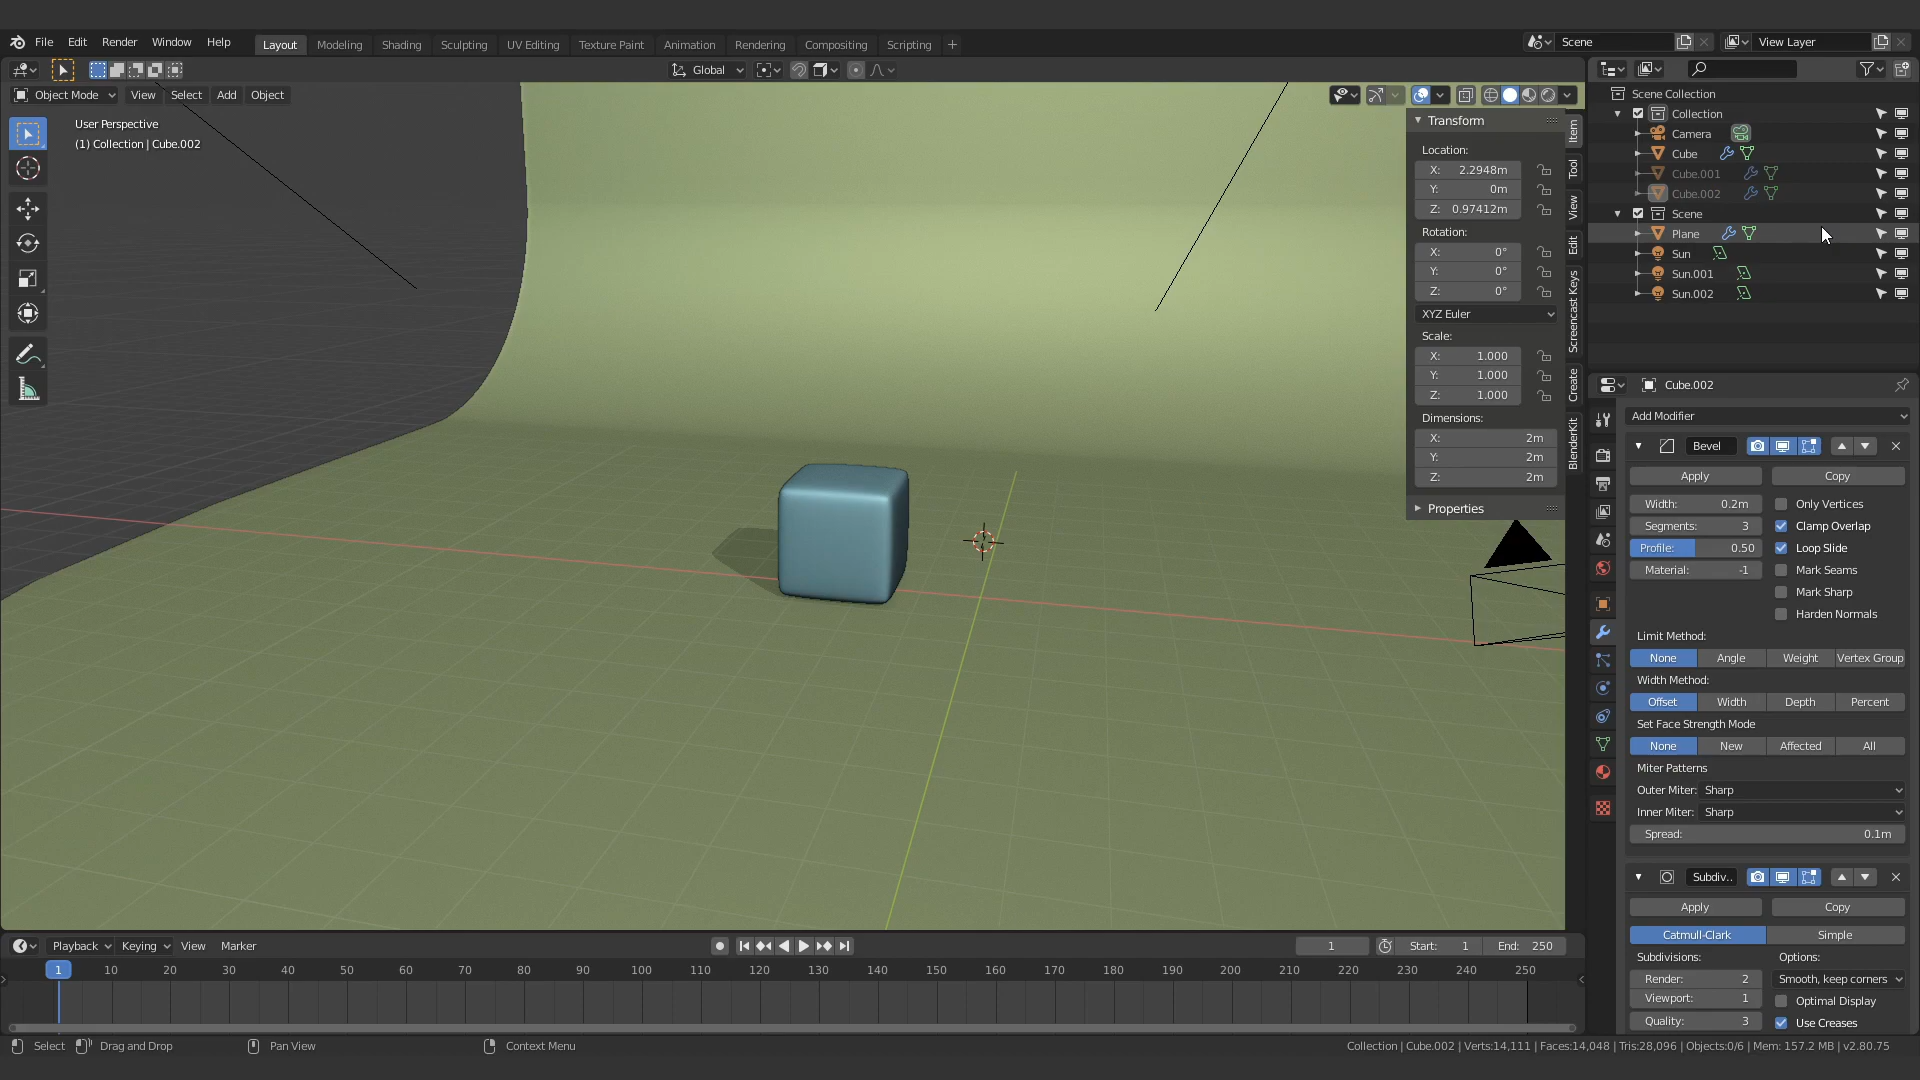 File Edit Render Window Help Layout Modeling Shading Sculpting UV Editing Texture Paint Animation Rendering Compositing Scripting + Scene View Layer
Global
Object Mode View Select Add Object
User Perspective
(1) Collection | Cube.002
Transform
Location:
X: 2.2948m
Y: 0m
Z: 0.97412m
Rotation:
X: 0°
Y: 0°
Z: 0°
XYZ Euler
Scale:
X: 1.000
Y: 1.000
Z: 1.000
Dimensions:
X: 2m
Y: 2m
Z: 2m
Properties
Item
Tool
View
Edit
Screencast Keys
Create
BlenderKit
Scene Collection
Collection
Camera
Cube
Cube.001
Cube.002
Scene
Plane
Sun
Sun.001
Sun.002
Cube.002
Add Modifier
Bevel
Apply Copy
Width: 0.2m Only Vertices
Segments: 3 Clamp Overlap
Profile: 0.50 Loop Slide
Material: -1 Mark Seams
Mark Sharp
Harden Normals
Limit Method:
None Angle Weight Vertex Group
Width Method:
Offset Width Depth Percent
Set Face Strength Mode
None New Affected All
Miter Patterns
Outer Miter: Sharp
Inner Miter: Sharp
Spread: 0.1m
Subdiv..
Apply Copy
Catmull-Clark Simple
Subdivisions: Options:
Render: 2 Smooth, keep corners
Viewport: 1 Optimal Display
Quality: 3 Use Creases
Playback Keying View Marker 1 Start: 1 End: 250
1 10 20 30 40 50 60 70 80 90 100 110 120 130 140 150 160 170 180 190 200 210 220 230 240 250
Select Drag and Drop Pan View Context Menu Collection | Cube.002 | Verts:14,111 | Faces:14,048 | Tris:28,096 | Objects:0/6 | Mem: 157.2 MB | v2.80.75